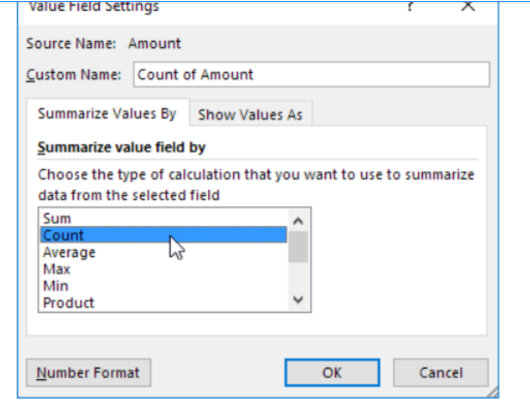 Value Field Settings
? X
Source Name: Amount
Custom Name: Count of Amount
Summarize Values By Show Values As
Summarize value field by
Choose the type of calculation that you want to use to summarize
data from the selected field
Sum
Count
Average
Max
Min
Product
Number Format OK Cancel